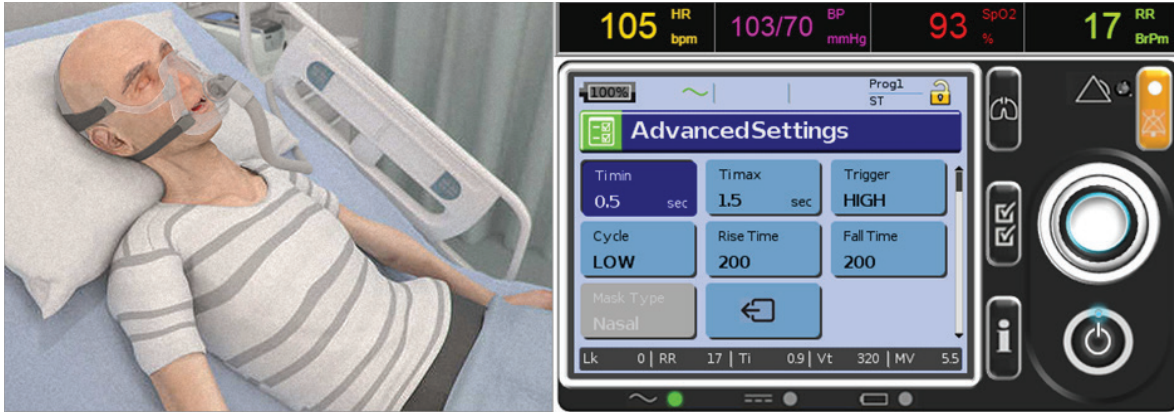 105 HR bpm 103/70 BP mmHg 93 SpO2 % 17 RR BrPm
100% Prog1
ST
Advanced Settings
Timin Timax Trigger
0.5 sec 1.5 sec HIGH
Cycle Rise Time Fall Time
LOW 200 200
Mask Type
Nasal
Lk 0 | RR 17 | Ti 0.9 | Vt 320 | MV 5.5